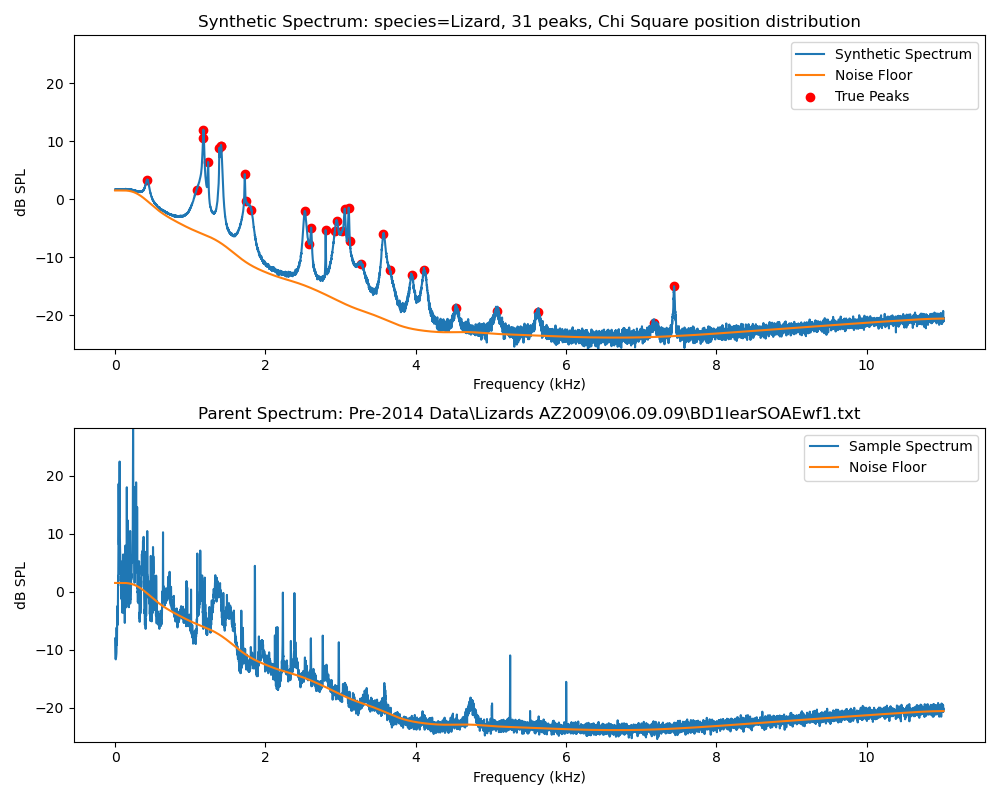 Synthetic Spectrum: species=Lizard, 31 peaks, Chi Square position distribution
dB SPL
20
10
0
−10
−20
Synthetic Spectrum
Noise Floor
True Peaks
0 2 4 6 8 10
Frequency (kHz)
Parent Spectrum: Pre-2014 Data\Lizards AZ2009\06.09.09\BD1learSOAEwf1.txt
dB SPL
20
10
0
−10
−20
Sample Spectrum
Noise Floor
0 2 4 6 8 10
Frequency (kHz)